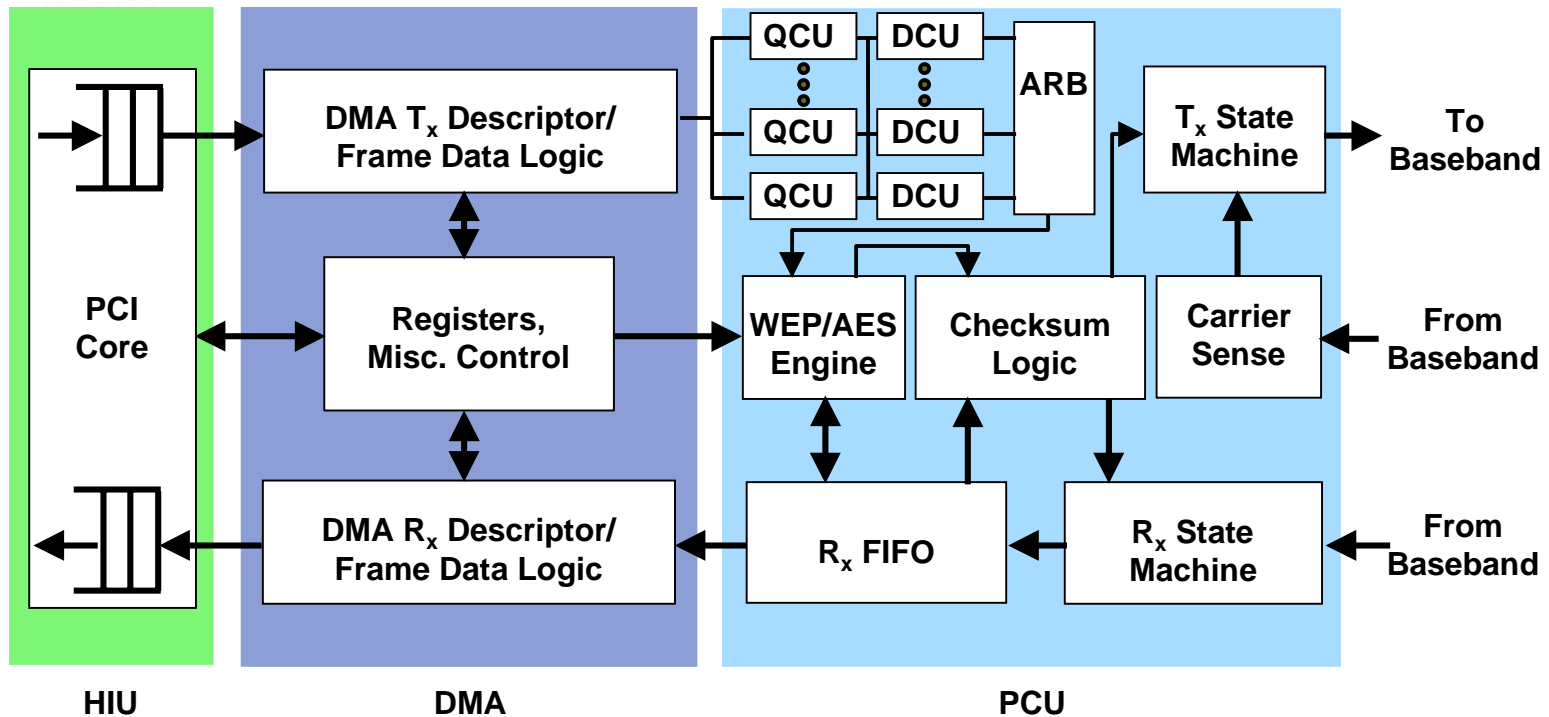 QCU
DCU
ARB
DMA Tx Descriptor/
Frame Data Logic
QCU
DCU
Tx State
Machine
To
Baseband
QCU
DCU
PCI
Core
Registers,
Misc. Control
WEP/AES
Engine
Checksum
Logic
Carrier
Sense
From
Baseband
DMA Rx Descriptor/
Frame Data Logic
Rx FIFO
Rx State
Machine
From
Baseband
HIU
DMA
PCU